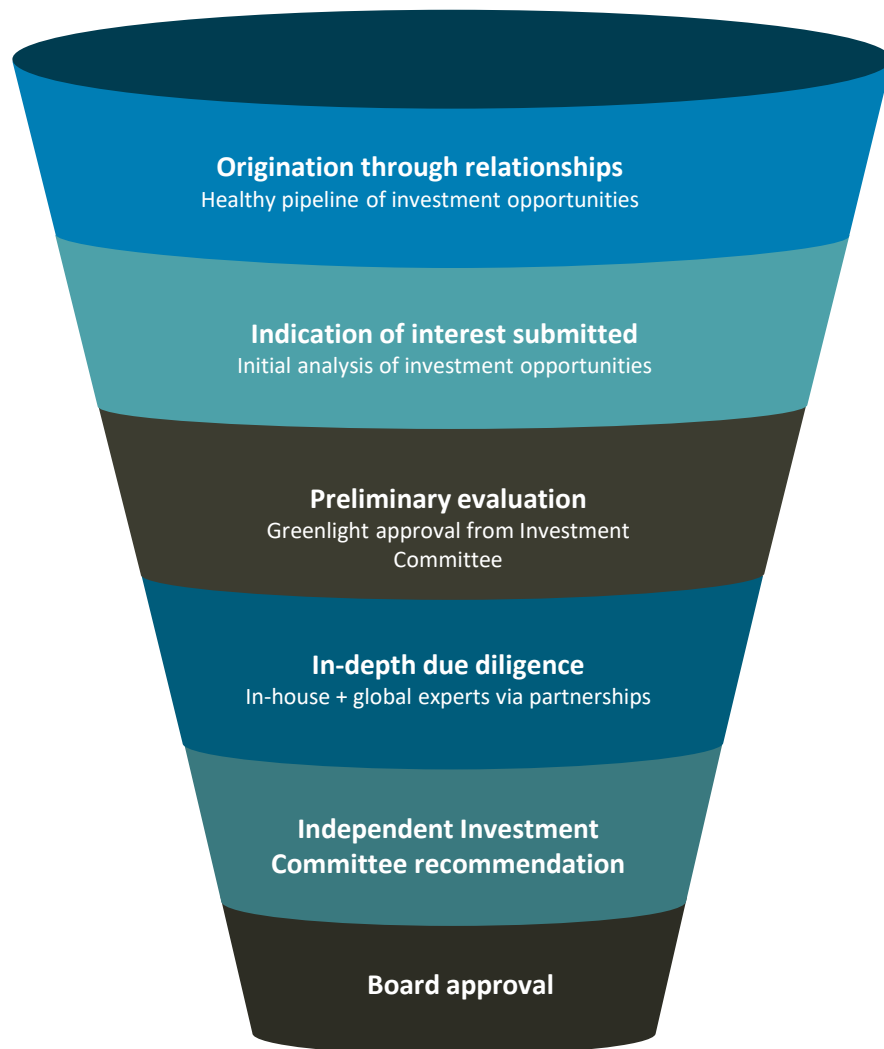 Origination through relationships
Healthy pipeline of investment opportunities
Indication of interest submitted
Initial analysis of investment opportunities
Preliminary evaluation
Greenlight approval from Investment
Committee
In-depth due diligence
In-house + global experts via partnerships
Independent Investment
Committee recommendation
Board approval